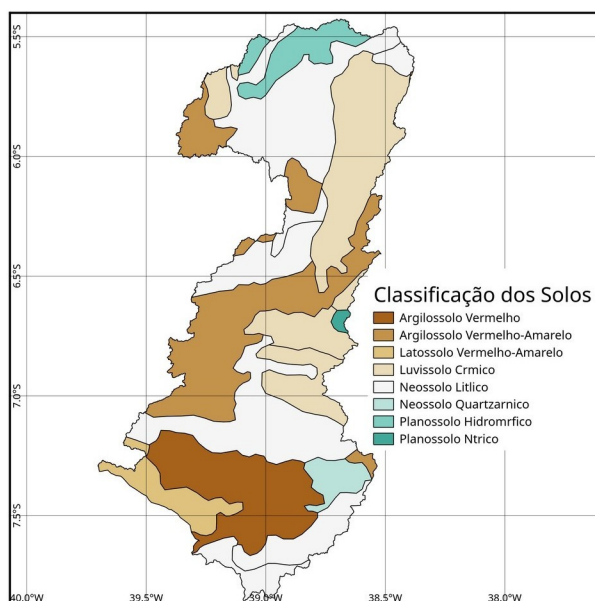 5.5°S
6.0°S
6.5°S
Classificação dos Solos
Argilossolo Vermelho
Argilossolo Vermelho-Amarelo
Latossolo Vermelho-Amarelo
Luvissolo Crmico
Neossolo Litlico
Neossolo Quartzarnico
Planossolo Hidromrfico
Planossolo Ntrico
7.0°S
7.5°S
40.0°W 39.5°W 39.0°W 38.5°W 38.0°W